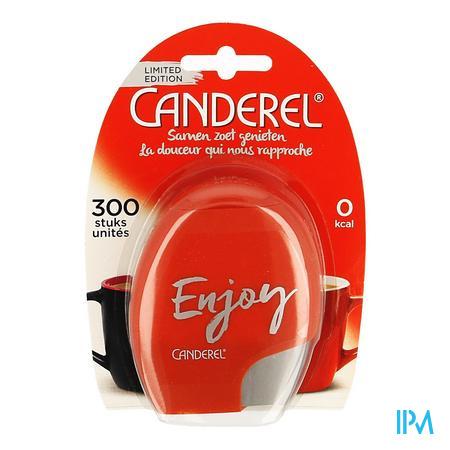 LIMITED
EDITION
CANDEREL®
Samen zoet genieten
La douceur qui nous rapproche
300
stuks
unités
0
kcal
Enjoy
CANDEREL®
IPM